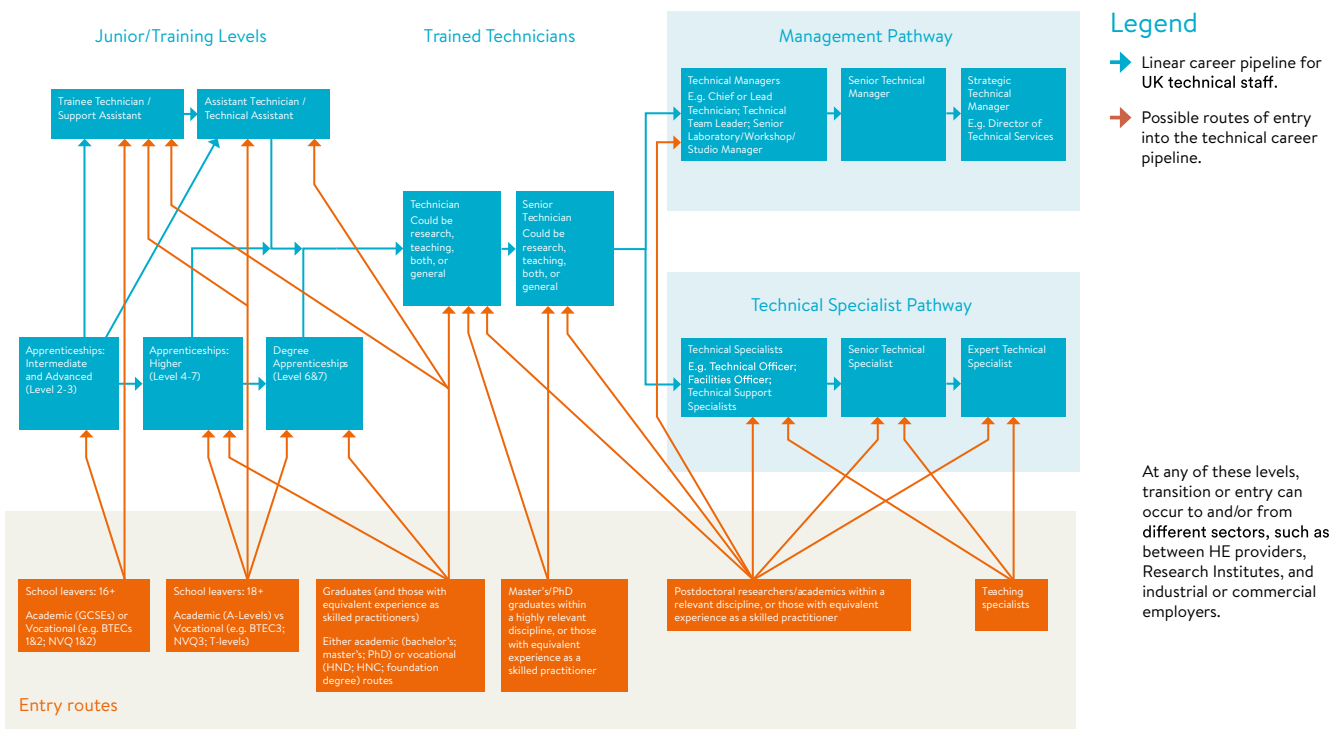 Junior/Training Levels
Trained Technicians
Management Pathway
Legend
Linear career pipeline for
UK technical staff.
Possible routes of entry
into the technical career
pipeline.
Trainee Technician /
Support Assistant
Assistant Technician /
Technical Assistant
Technical Managers
E.g. Chief or Lead
Technician; Technical
Team Leader; Senior
Laboratory/Workshop/
Studio Manager
Senior Technical
Manager
Strategic
Technical
Manager
E.g. Director of
Technical Services
Technician
Could be
research,
teaching,
both, or
general
Senior
Technician
Could be
research,
teaching,
both, or
general
Technical Specialist Pathway
Apprenticeships:
Intermediate
and Advanced
(Level 2-3)
Apprenticeships:
Higher
(Level 4-7)
Degree
Apprenticeships
(Level 6&7)
Technical Specialists
E.g. Technical Officer;
Facilities Officer;
Technical Support
Specialists
Senior Technical
Specialist
Expert Technical
Specialist
At any of these levels,
transition or entry can
occur to and/or from
different sectors, such as
between HE providers,
Research Institutes, and
industrial or commercial
employers.
School leavers: 16+
Academic (GCSEs) or
Vocational (e.g. BTECs
1&2; NVQ 1&2)
School leavers: 18+
Academic (A-Levels) vs
Vocational (e.g. BTEC3;
NVQ3; T-levels)
Graduates (and those with
equivalent experience as
skilled practitioners)
Either academic (bachelor's;
master's; PhD) or vocational
(HND; HNC; foundation
degree) routes
Master's/PhD
graduates within
a highly relevant
discipline, or those
with equivalent
experience as a
skilled practitioner
Postdoctoral researchers/academics within a
relevant discipline, or those with equivalent
experience as a skilled practitioner
Teaching
specialists
Entry routes